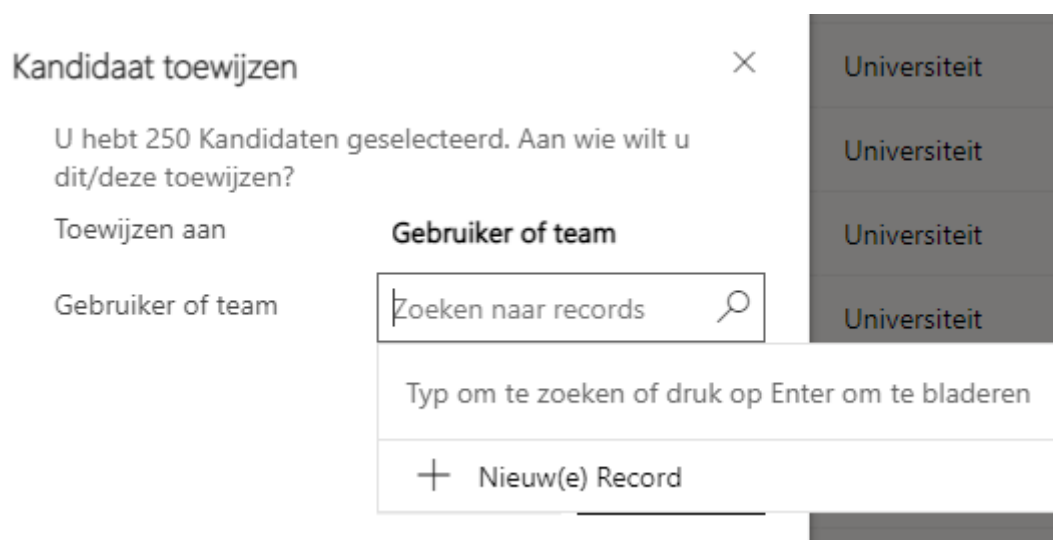 Kandidaat toewijzen
U hebt 250 Kandidaten geselecteerd. Aan wie wilt u
dit/deze toewijzen?
Toewijzen aan
Gebruiker of team
Gebruiker of team
Zoeken naar records
Typ om te zoeken of druk op Enter om te bladeren
Nieuw(e) Record
Universiteit
Universiteit
Universiteit
Universiteit